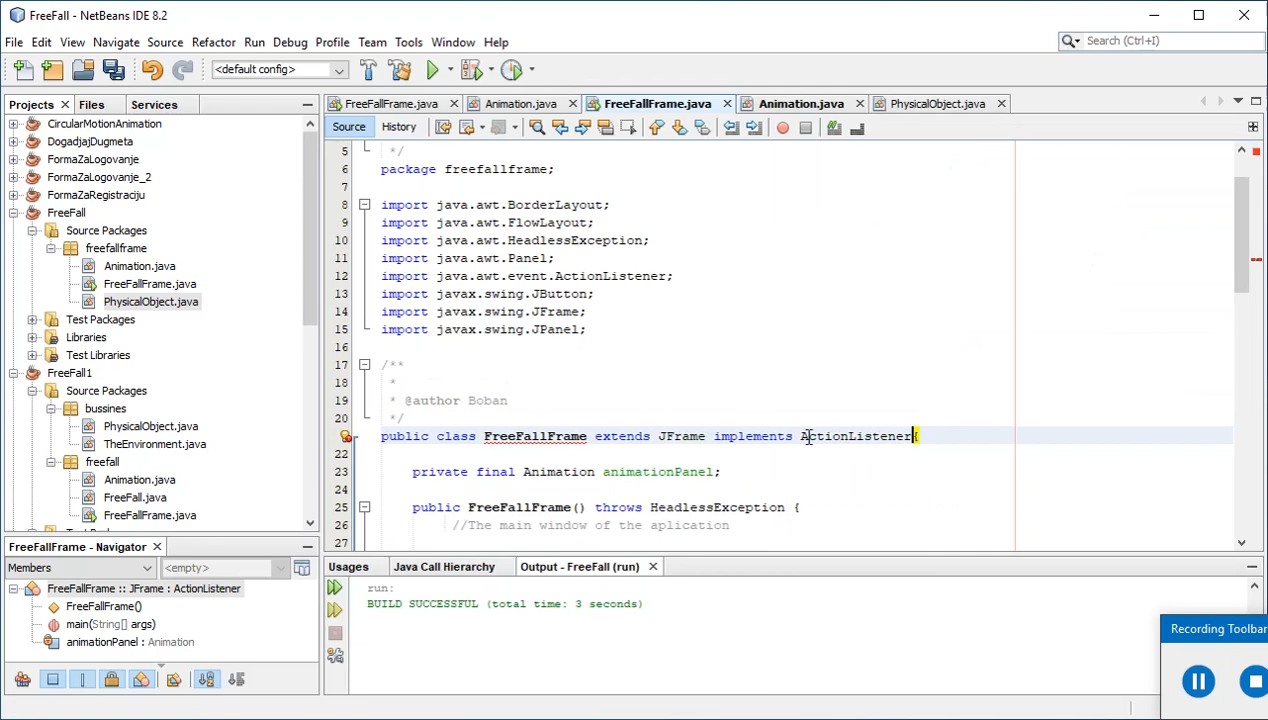 FreeFall - NetBeans IDE 8.2
File Edit View Navigate Source Refactor Run Debug Profile Team Tools Window Help
Search (Ctrl+I)
<default config>
Projects Files Services
FreeFallFrame.java Animation.java FreeFallFrame.java Animation.java PhysicalObject.java
Source History
CircularMotionAnimation
DogadjajDugmeta
FormaZaLogovanje
FormaZaLogovanje_2
FormaZaRegistraciju
FreeFall
Source Packages
freefallframe
Animation.java
FreeFallFrame.java
PhysicalObject.java
Test Packages
Libraries
Test Libraries
FreeFall1
Source Packages
bussines
PhysicalObject.java
TheEnvironment.java
freefall
Animation.java
FreeFall.java
FreeFallFrame.java
5 */
6 package freefallframe;
7
8 import java.awt.BorderLayout;
9 import java.awt.FlowLayout;
10 import java.awt.HeadlessException;
11 import java.awt.Panel;
12 import java.awt.event.ActionListener;
13 import javax.swing.JButton;
14 import javax.swing.JFrame;
15 import javax.swing.JPanel;
16
17 /**
18 *
19 * @author Boban
20 */
public class FreeFallFrame extends JFrame implements ActionListener{
22
23 private final Animation animationPanel;
24
25 public FreeFallFrame() throws HeadlessException {
26 //The main window of the aplication
27
FreeFallFrame - Navigator
Members <empty>
FreeFallFrame :: JFrame : ActionListener
FreeFallFrame()
main(String[] args)
animationPanel : Animation
Usages Java Call Hierarchy Output - FreeFall (run)
run:
BUILD SUCCESSFUL (total time: 3 seconds)
Recording Toolbar